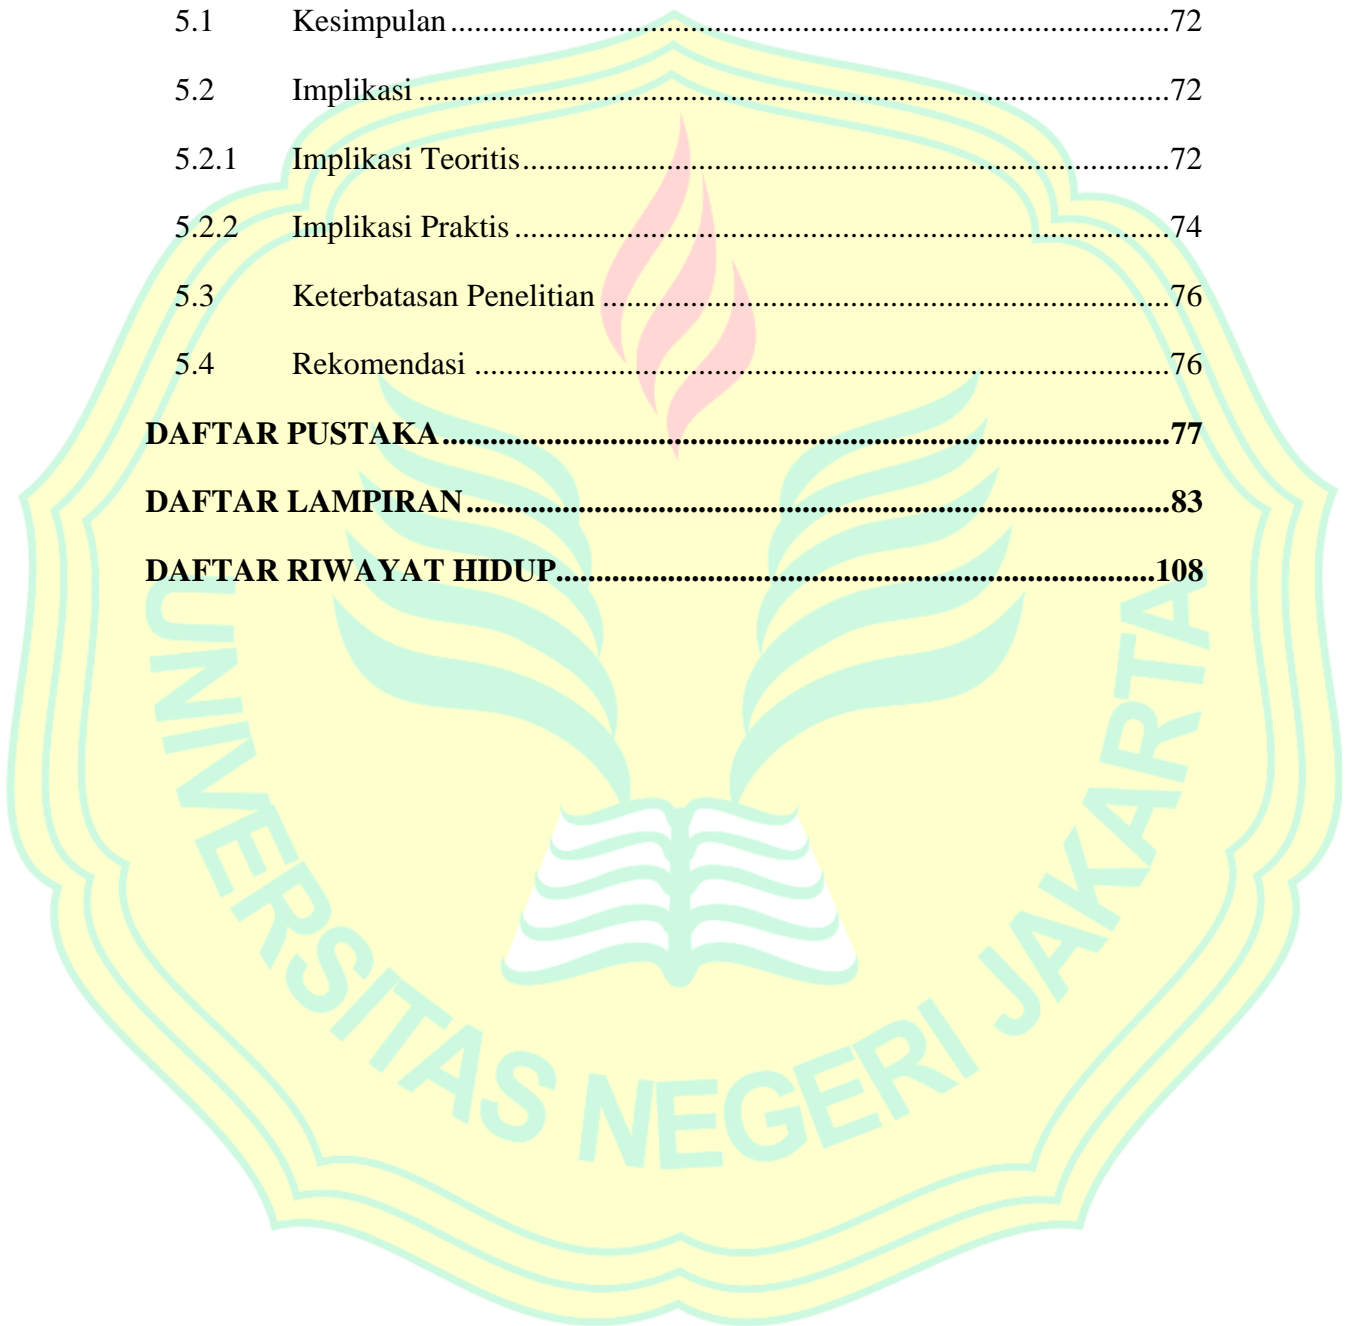 5.1 Kesimpulan ........................................................................................72
5.2 Implikasi ............................................................................................72
5.2.1 Implikasi Teoritis...............................................................................72
5.2.2 Implikasi Praktis ................................................................................74
5.3 Keterbatasan Penelitian .....................................................................76
5.4 Rekomendasi .....................................................................................76
DAFTAR PUSTAKA.........................................................................................77
DAFTAR LAMPIRAN......................................................................................83
DAFTAR RIWAYAT HIDUP.........................................................................108
UNIVERSITAS NEGERI JAKARTA